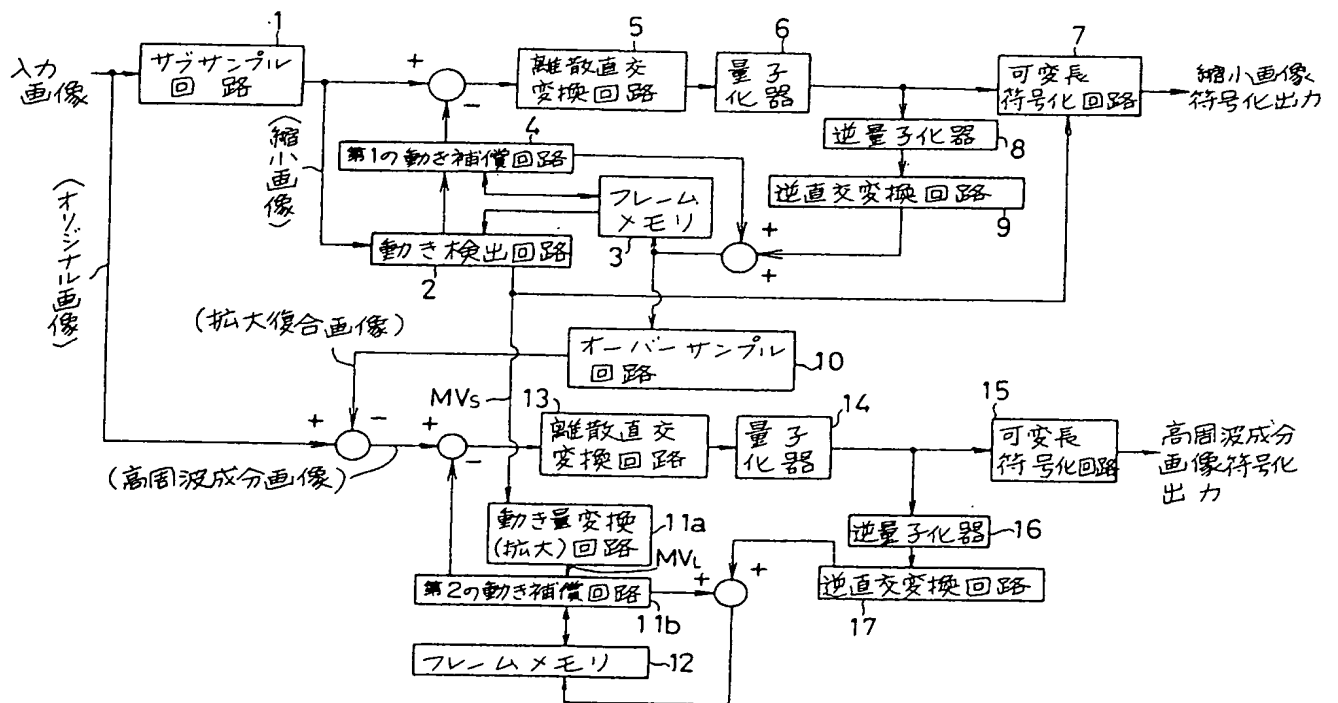 1
サブサンプル
回路
入力
画像
5
離散直交
変換回路
6
量子
化器
7
可変長
符号化回路
縮小画像
符号化出力
+
-
4
第1の動き補償回路
(縮小画像)
逆量子化器
8
フレーム
メモリ
3
逆直交変換回路
9
+
+
動き検出回路
2
(オリジナル画像)
(拡大復合画像)
オーバーサンプル
回路
10
MVs
+
-
+
-
(高周波成分画像)
13
離散直交
変換回路
14
量子
化器
15
可変長
符号化回路
高周波成分
画像符号化
出力
動き量変換
(拡大)回路
11a
MVL
逆量子化器
16
第2の動き補償回路
11b
+
+
逆直交変換回路
17
フレームメモリ
12